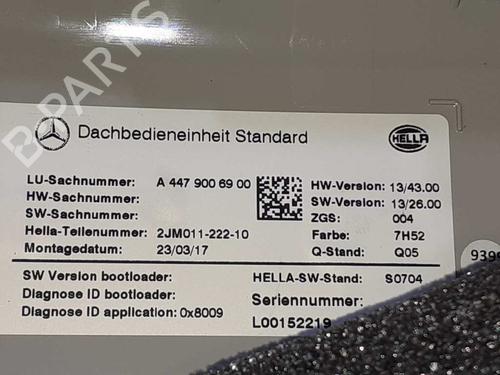 B-PARTS
Dachbedieneinheit Standard
HELLA
LU-Sachnummer: A 447 900 69 00
HW-Version: 13/43.00
HW-Sachnummer:
SW-Version: 13/26.00
SW-Sachnummer:
ZGS: 004
Hella-Teilenummer: 2JM011-222-10
Farbe: 7H52
Montagedatum: 23/03/17
Q-Stand: Q05
SW Version bootloader:
HELLA-SW-Stand: S0704
Diagnose ID bootloader:
Seriennummer:
Diagnose ID application: 0x8009
L00152219